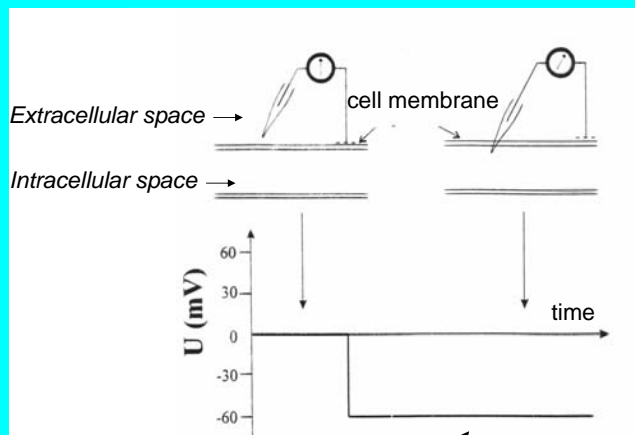 Extracellular space
cell membrane
Intracellular space
U (mV)
60
30
0
-30
-60
time